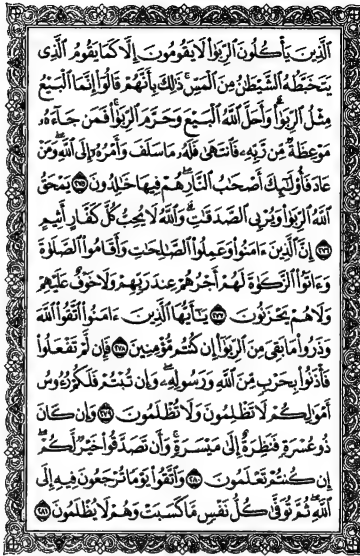 ٱلَّذِينَ يَأْكُلُونَ ٱلرِّبَوٰا۟ لَا يَقُومُونَ إِلَّا كَمَا يَقُومُ ٱلَّذِى
يَتَخَبَّطُهُ ٱلشَّيْطَٰنُ مِنَ ٱلْمَسِّ ۚ ذَٰلِكَ بِأَنَّهُمْ قَالُوٓا۟ إِنَّمَا ٱلْبَيْعُ
مِثْلُ ٱلرِّبَوٰا۟ ۗ وَأَحَلَّ ٱللَّهُ ٱلْبَيْعَ وَحَرَّمَ ٱلرِّبَوٰا۟ ۚ فَمَن جَآءَهُۥ
مَوْعِظَةٌ مِّن رَّبِّهِۦ فَٱنتَهَىٰ فَلَهُۥ مَا سَلَفَ وَأَمْرُهُۥٓ إِلَى ٱللَّهِ ۖ وَمَنْ
عَادَ فَأُو۟لَٰٓئِكَ أَصْحَٰبُ ٱلنَّارِ ۖ هُمْ فِيهَا خَٰلِدُونَ ٢٧٥ يَمْحَقُ
ٱللَّهُ ٱلرِّبَوٰا۟ وَيُرْبِى ٱلصَّدَقَٰتِ ۗ وَٱللَّهُ لَا يُحِبُّ كُلَّ كَفَّارٍ أَثِيمٍ
٢٧٦ إِنَّ ٱلَّذِينَ ءَامَنُوا۟ وَعَمِلُوا۟ ٱلصَّٰلِحَٰتِ وَأَقَامُوا۟ ٱلصَّلَوٰةَ
وَءَاتَوُا۟ ٱلزَّكَوٰةَ لَهُمْ أَجْرُهُمْ عِندَ رَبِّهِمْ وَلَا خَوْفٌ عَلَيْهِمْ
وَلَا هُمْ يَحْزَنُونَ ٢٧٧ يَٰٓأَيُّهَا ٱلَّذِينَ ءَامَنُوا۟ ٱتَّقُوا۟ ٱللَّهَ
وَذَرُوا۟ مَا بَقِىَ مِنَ ٱلرِّبَوٰٓا۟ إِن كُنتُم مُّؤْمِنِينَ ٢٧٨ فَإِن لَّمْ تَفْعَلُوا۟
فَأْذَنُوا۟ بِحَرْبٍ مِّنَ ٱللَّهِ وَرَسُولِهِۦ ۖ وَإِن تُبْتُمْ فَلَكُمْ رُءُوسُ
أَمْوَٰلِكُمْ لَا تَظْلِمُونَ وَلَا تُظْلَمُونَ ٢٧٩ وَإِن كَانَ
ذُو عُسْرَةٍ فَنَظِرَةٌ إِلَىٰ مَيْسَرَةٍ ۚ وَأَن تَصَدَّقُوا۟ خَيْرٌ لَّكُمْ ۖ
إِن كُنتُمْ تَعْلَمُونَ ٢٨٠ وَٱتَّقُوا۟ يَوْمًا تُرْجَعُونَ فِيهِ إِلَى
ٱللَّهِ ۖ ثُمَّ تُوَفَّىٰ كُلُّ نَفْسٍ مَّا كَسَبَتْ وَهُمْ لَا يُظْلَمُونَ ٢٨١